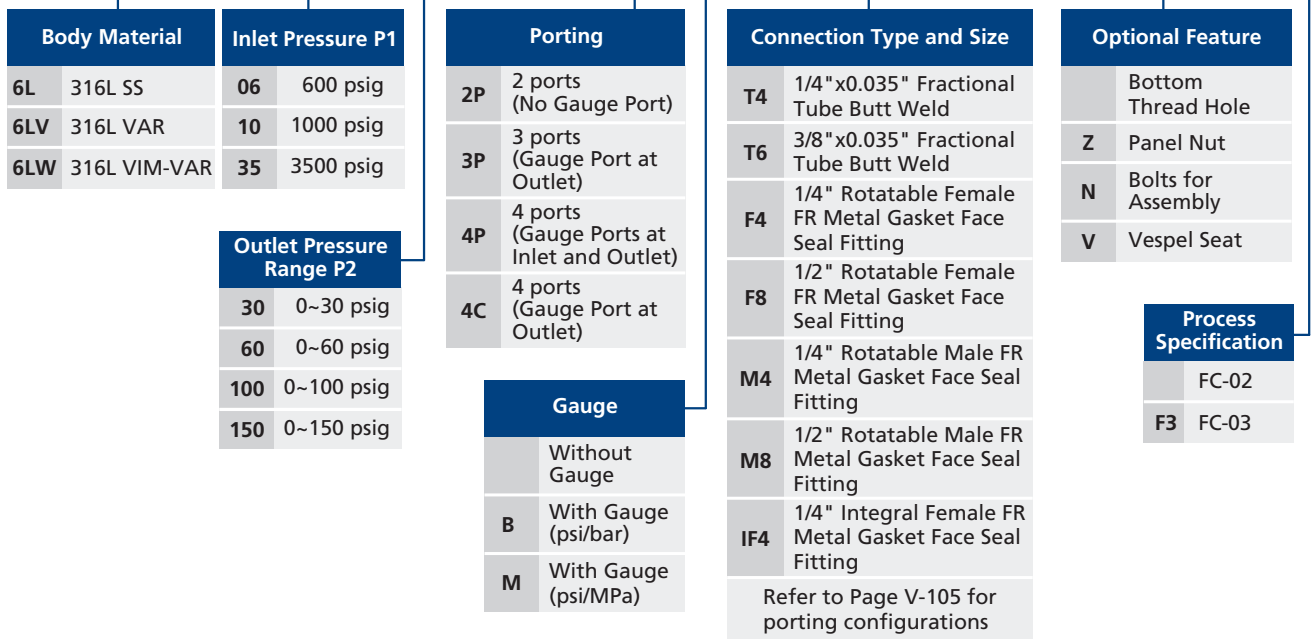 Body Material
6L 316L SS
6LV 316L VAR
6LW 316L VIM-VAR
Inlet Pressure P1
06 600 psig
10 1000 psig
35 3500 psig
Outlet Pressure
Range P2
30 0~30 psig
60 0~60 psig
100 0~100 psig
150 0~150 psig
Porting
2P 2 ports
(No Gauge Port)
3P 3 ports
(Gauge Port at
Outlet)
4P 4 ports
(Gauge Ports at
Inlet and Outlet)
4C 4 ports
(Gauge Port at
Outlet)
Gauge
Without
Gauge
B With Gauge
(psi/bar)
M With Gauge
(psi/MPa)
Connection Type and Size
T4 1/4"x0.035" Fractional
Tube Butt Weld
T6 3/8"x0.035" Fractional
Tube Butt Weld
F4 1/4" Rotatable Female
FR Metal Gasket Face
Seal Fitting
F8 1/2" Rotatable Female
FR Metal Gasket Face
Seal Fitting
M4 1/4" Rotatable Male FR
Metal Gasket Face Seal
Fitting
M8 1/2" Rotatable Male FR
Metal Gasket Face Seal
Fitting
IF4 1/4" Integral Female FR
Metal Gasket Face Seal
Fitting
Refer to Page V-105 for
porting configurations
Optional Feature
Bottom
Thread Hole
Z Panel Nut
N Bolts for
Assembly
V Vespel Seat
Process
Specification
FC-02
F3 FC-03